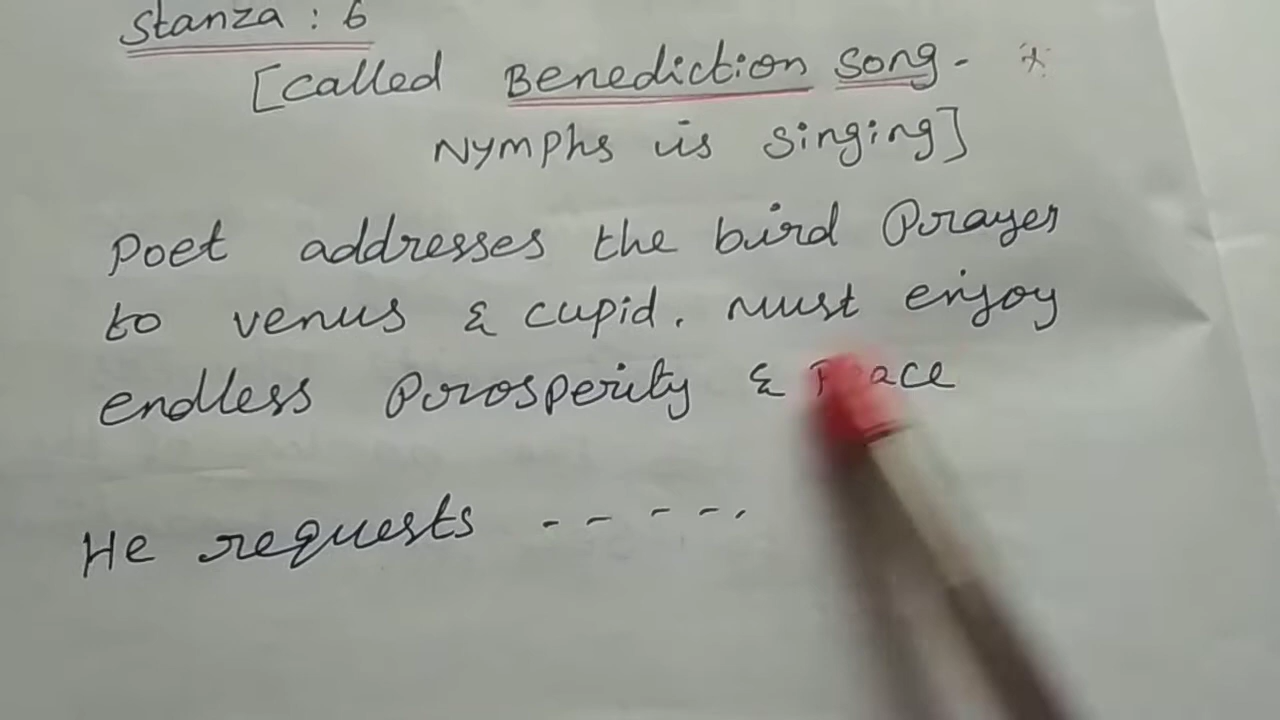 Stanza : 6
[called Benediction Song -
Nymphs is singing]
Poet addresses the bird Prayer
to venus & cupid. must enjoy
endless Prosperity &
He requests - - - - .